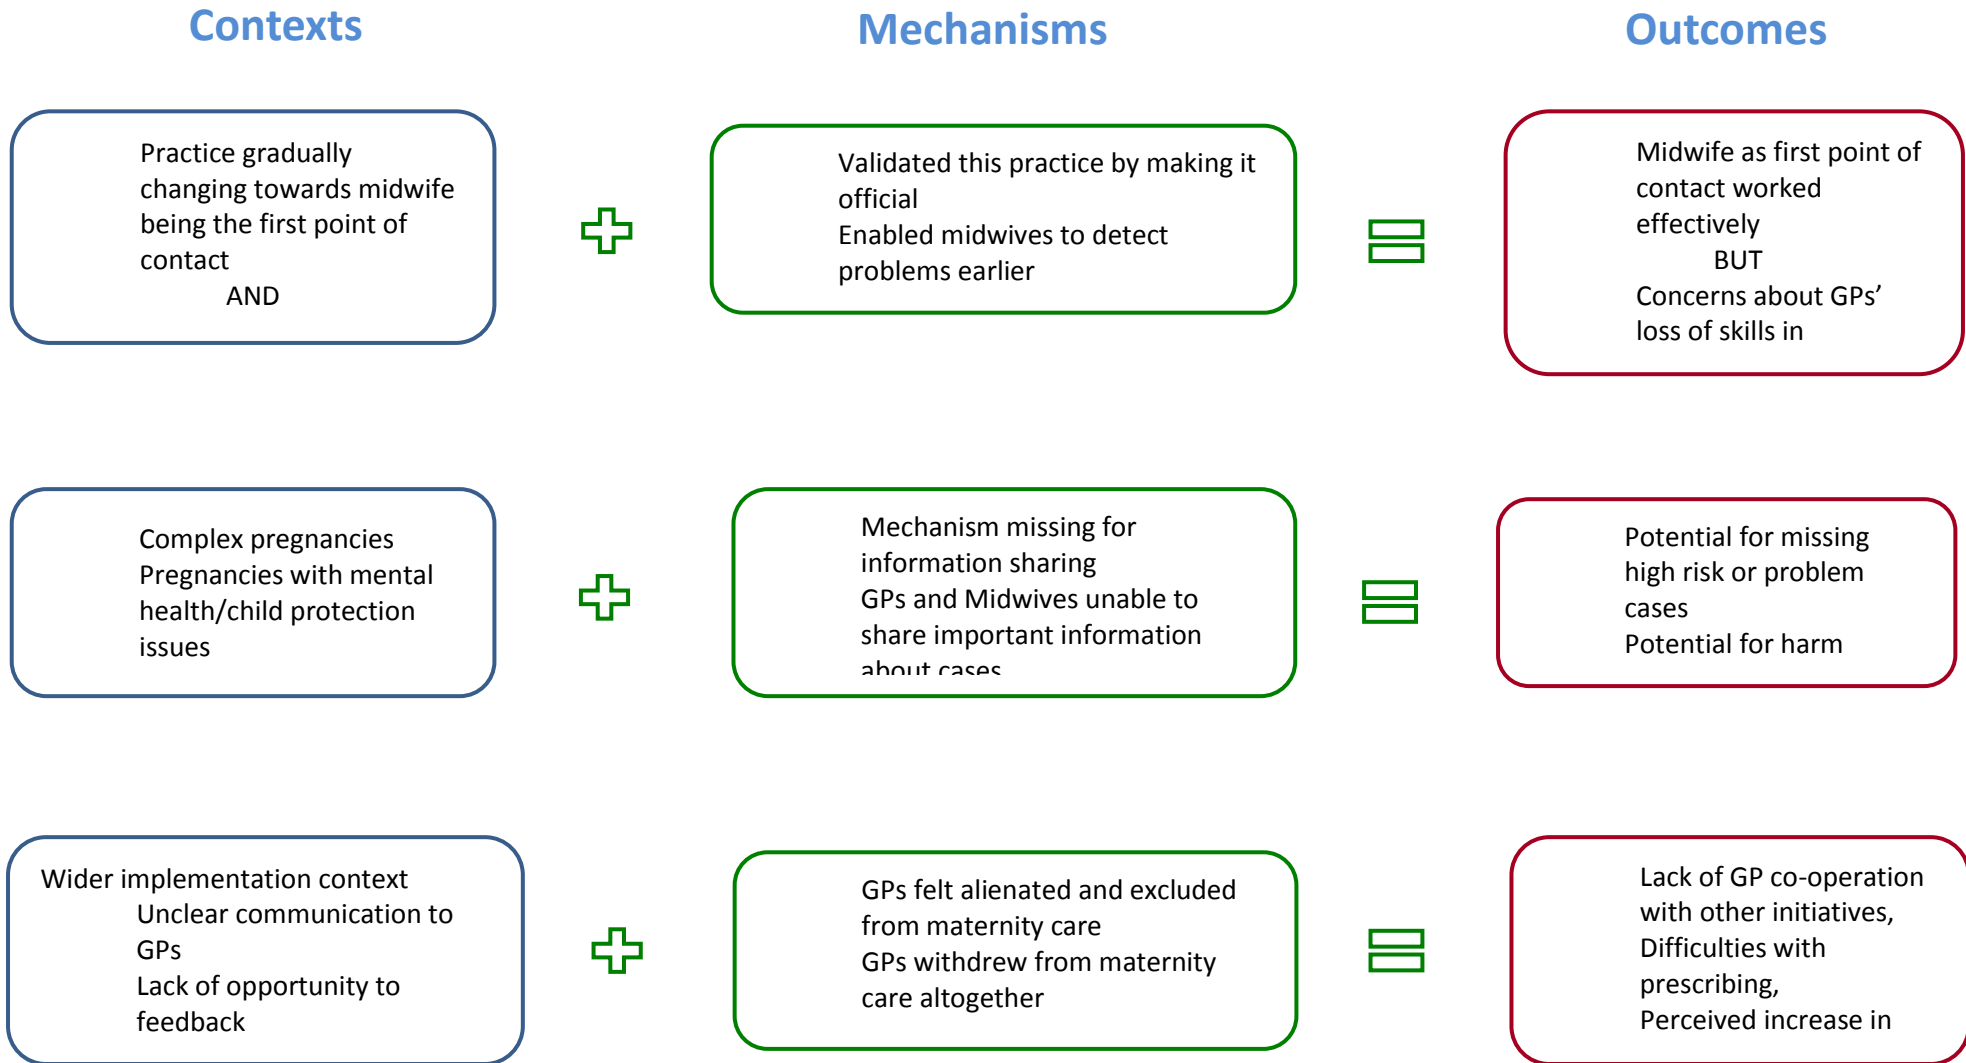 Contexts
Mechanisms
Outcomes
Practice gradually
changing towards midwife
being the first point of
contact
AND
Validated this practice by making it
official
Enabled midwives to detect
problems earlier
Midwife as first point of
contact worked
effectively
BUT
Concerns about GPs’
loss of skills in
Complex pregnancies
Pregnancies with mental
health/child protection
issues
Mechanism missing for
information sharing
GPs and Midwives unable to
share important information
about cases
Potential for missing
high risk or problem
cases
Potential for harm
Wider implementation context
Unclear communication to
GPs
Lack of opportunity to
feedback
GPs felt alienated and excluded
from maternity care
GPs withdrew from maternity
care altogether
Lack of GP co-operation
with other initiatives,
Difficulties with
prescribing,
Perceived increase in